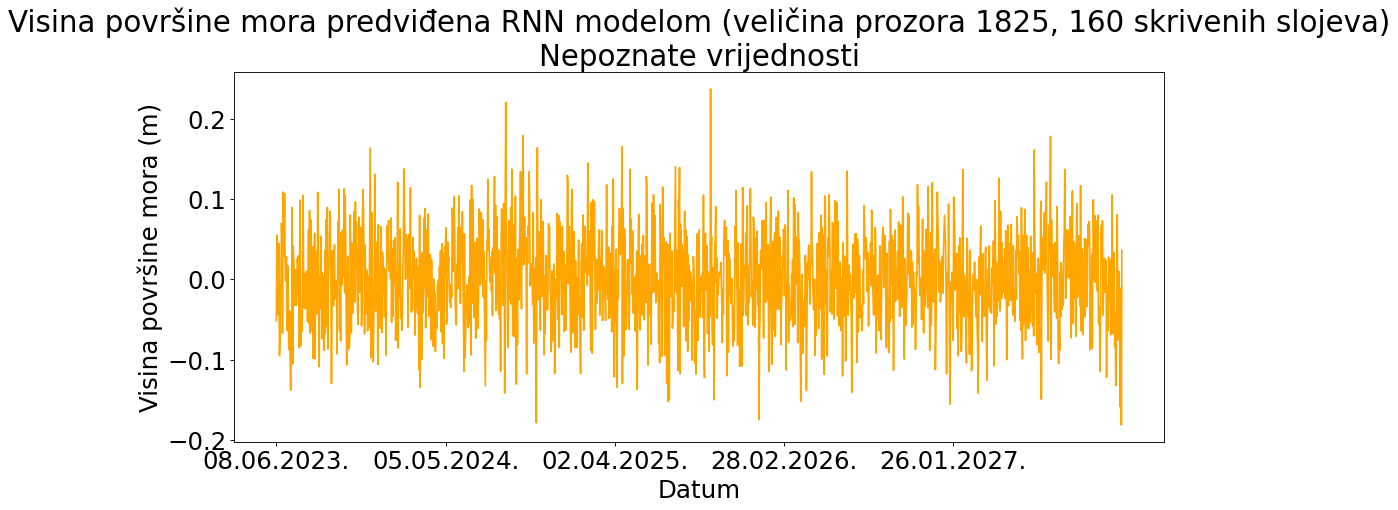 Visina površine mora predviđena RNN modelom (veličina prozora 1825, 160 skrivenih slojeva)
Nepoznate vrijednosti
Visina površine mora (m)
0.2
0.1
0.0
−0.1
−0.2
08.06.2023. 05.05.2024. 02.04.2025. 28.02.2026. 26.01.2027.
Datum